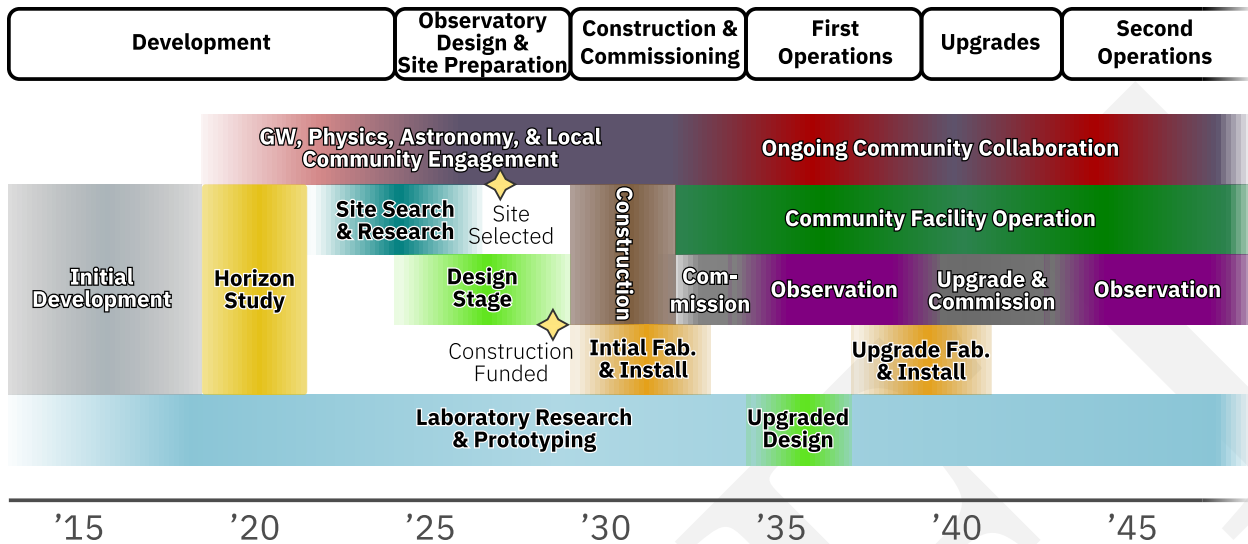 Development
Observatory
Design &
Site Preparation
Construction &
Commissioning
First
Operations
Upgrades
Second
Operations
GW, Physics, Astronomy, & Local
Community Engagement
Ongoing Community Collaboration
Initial
Development
Horizon
Study
Site Search
& Research
Site
Selected
Construction
Community Facility Operation
Design
Stage
Com-
mission
Observation
Upgrade &
Commission
Observation
Construction
Funded
Intial Fab.
& Install
Upgrade Fab.
& Install
Laboratory Research
& Prototyping
Upgraded
Design
’15
’20
’25
’30
’35
’40
’45